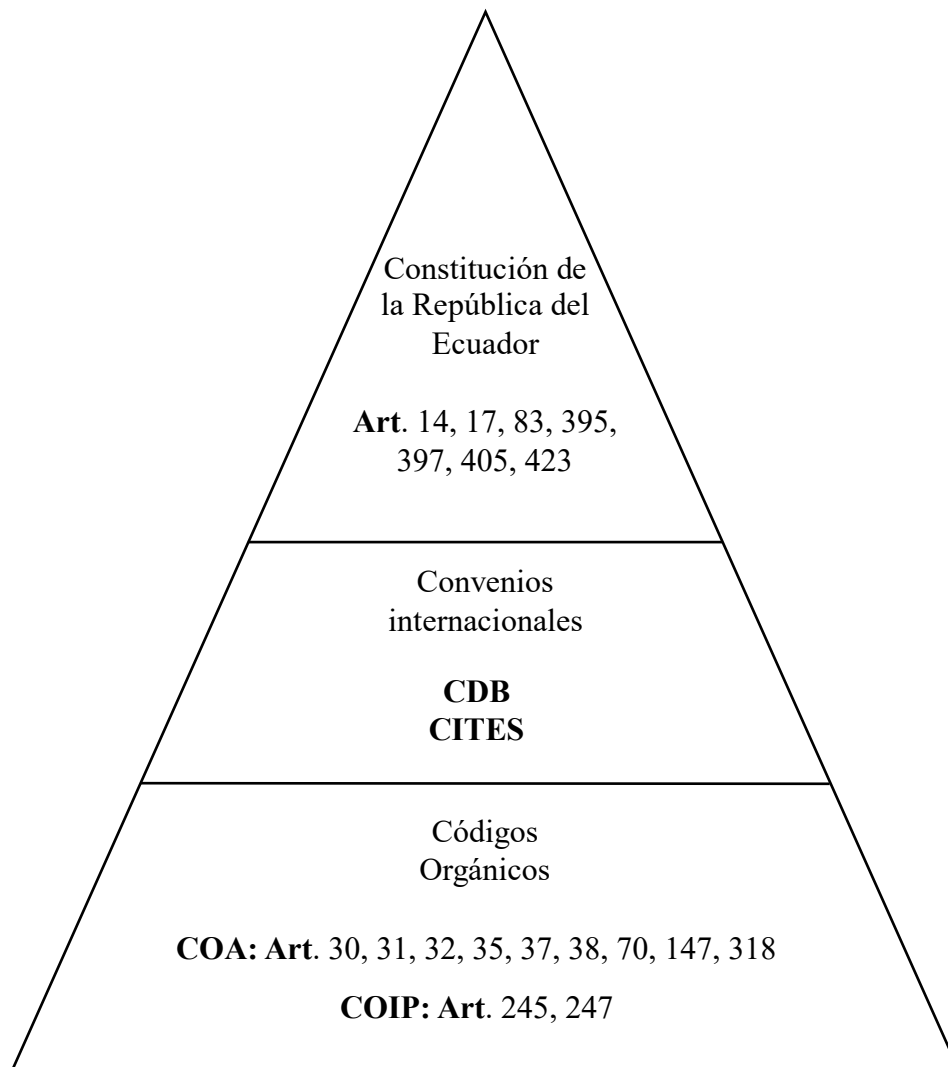 Constitución de
la República del
Ecuador
Art. 14, 17, 83, 395,
397, 405, 423
Convenios
internacionales
CDB
CITES
Códigos
Orgánicos
COA: Art. 30, 31, 32, 35, 37, 38, 70, 147, 318
COIP: Art. 245, 247